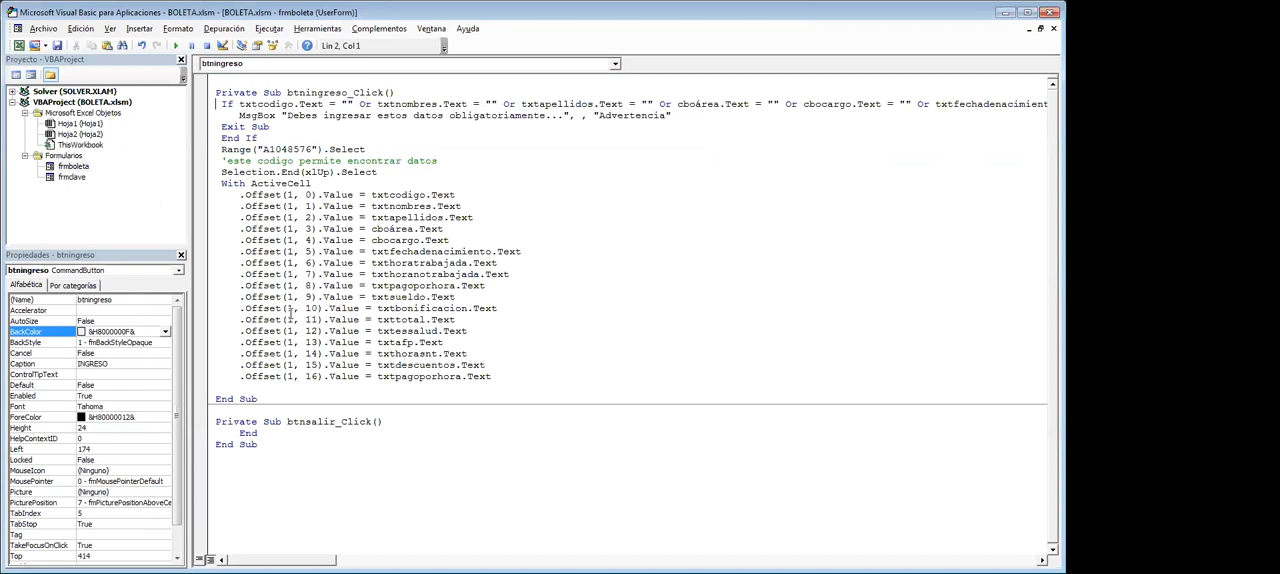 Microsoft Visual Basic para Aplicaciones - BOLETA.xlsm - [BOLETA.xlsm - frmboleta (UserForm)]
Archivo Edición Ver Insertar Formato Depuración Ejecutar Herramientas Complementos Ventana Ayuda
Lín 2, Col 1
Proyecto - VBAProject
Solver (SOLVER.XLAM)
VBAProject (BOLETA.xlsm)
Microsoft Excel Objetos
Hoja1 (Hoja1)
Hoja2 (Hoja2)
ThisWorkbook
Formularios
frmboleta
frmclave
Propiedades - btningreso
btningreso CommandButton
Alfabética Por categorías
(Name) btningreso
Accelerator
AutoSize False
BackColor &H8000000F&
BackStyle 1 - fmBackStyleOpaque
Cancel False
Caption INGRESO
ControlTipText
Default False
Enabled True
Font Tahoma
ForeColor &H80000012&
Height 24
HelpContextID 0
Left 174
Locked False
MouseIcon (Ninguno)
MousePointer 0 - fmMousePointerDefault
Picture (Ninguno)
PicturePosition 7 - fmPicturePositionAboveCe
TabIndex 5
TabStop True
Tag
TakeFocusOnClick True
Top 414
btningreso
Private Sub btningreso_Click()
If txtcodigo.Text = "" Or txtnombres.Text = "" Or txtapellidos.Text = "" Or cboárea.Text = "" Or cbocargo.Text = "" Or txtfechadenacimient
MsgBox "Debes ingresar estos datos obligatoriamente...", , "Advertencia"
Exit Sub
End If
Range("A1048576").Select
'este codigo permite encontrar datos
Selection.End(xlUp).Select
With ActiveCell
.Offset(1, 0).Value = txtcodigo.Text
.Offset(1, 1).Value = txtnombres.Text
.Offset(1, 2).Value = txtapellidos.Text
.Offset(1, 3).Value = cboárea.Text
.Offset(1, 4).Value = cbocargo.Text
.Offset(1, 5).Value = txtfechadenacimiento.Text
.Offset(1, 6).Value = txthoratrabajada.Text
.Offset(1, 7).Value = txthoranotrabajada.Text
.Offset(1, 8).Value = txtpagoporhora.Text
.Offset(1, 9).Value = txtsueldo.Text
.Offset(1, 10).Value = txtbonificacion.Text
.Offset(1, 11).Value = txttotal.Text
.Offset(1, 12).Value = txtessalud.Text
.Offset(1, 13).Value = txtafp.Text
.Offset(1, 14).Value = txthorasnt.Text
.Offset(1, 15).Value = txtdescuentos.Text
.Offset(1, 16).Value = txtpagoporhora.Text
End Sub
Private Sub btnsalir_Click()
End
End Sub